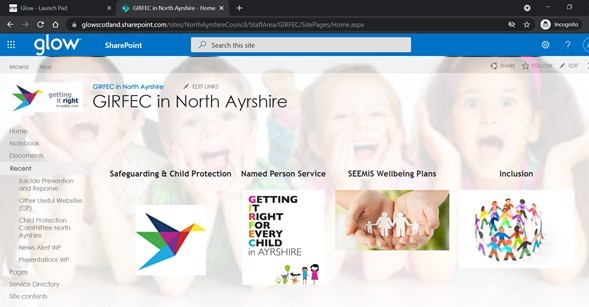 Glow - Launch Pad
GIRFEC in North Ayrshire - Home
glowscotland.sharepoint.com/sites/NorthAyrshireCouncil/StaffArea/GIRFEC/SitePages/Home.aspx
Incognito
glow
SharePoint
Search this site
BROWSE PAGE
SHARE FOLLOW EDIT
getting
it right
GIRFEC in North Ayrshire EDIT LINKS
GIRFEC in North Ayrshire
Home
Notebook
Documents
Recent
Suicide Prevention
and Reponse
Other Useful Websites
(CP)
Child Protection
Committee North
Ayrshire
News Alert WP
Presentations WP
Pages
Service Directory
Site contents
Safeguarding & Child Protection
Named Person Service
SEEMiS Wellbeing Plans
Inclusion
GETTING
IT
RIGHT
FOR
EVERY
CHILD
in AYRSHIRE